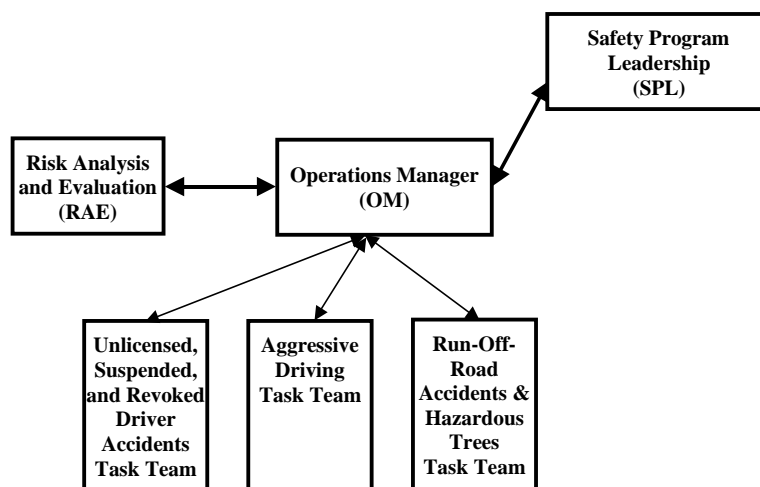 Safety Program
Leadership
(SPL)
Risk Analysis
and Evaluation
(RAE)
Operations Manager
(OM)
Unlicensed,
Suspended,
and Revoked
Driver
Accidents
Task Team
Aggressive
Driving
Task Team
Run-Off-
Road
Accidents &
Hazardous
Trees
Task Team